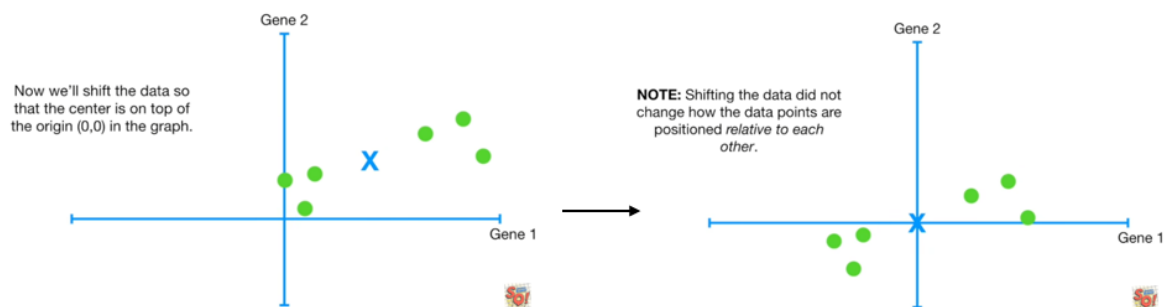 Gene 2
Now we'll shift the data so
that the center is on top of
the origin (0,0) in the graph.
X
Gene 1
Gene 2
NOTE: Shifting the data did not
change how the data points are
positioned relative to each
other.
X
Gene 1